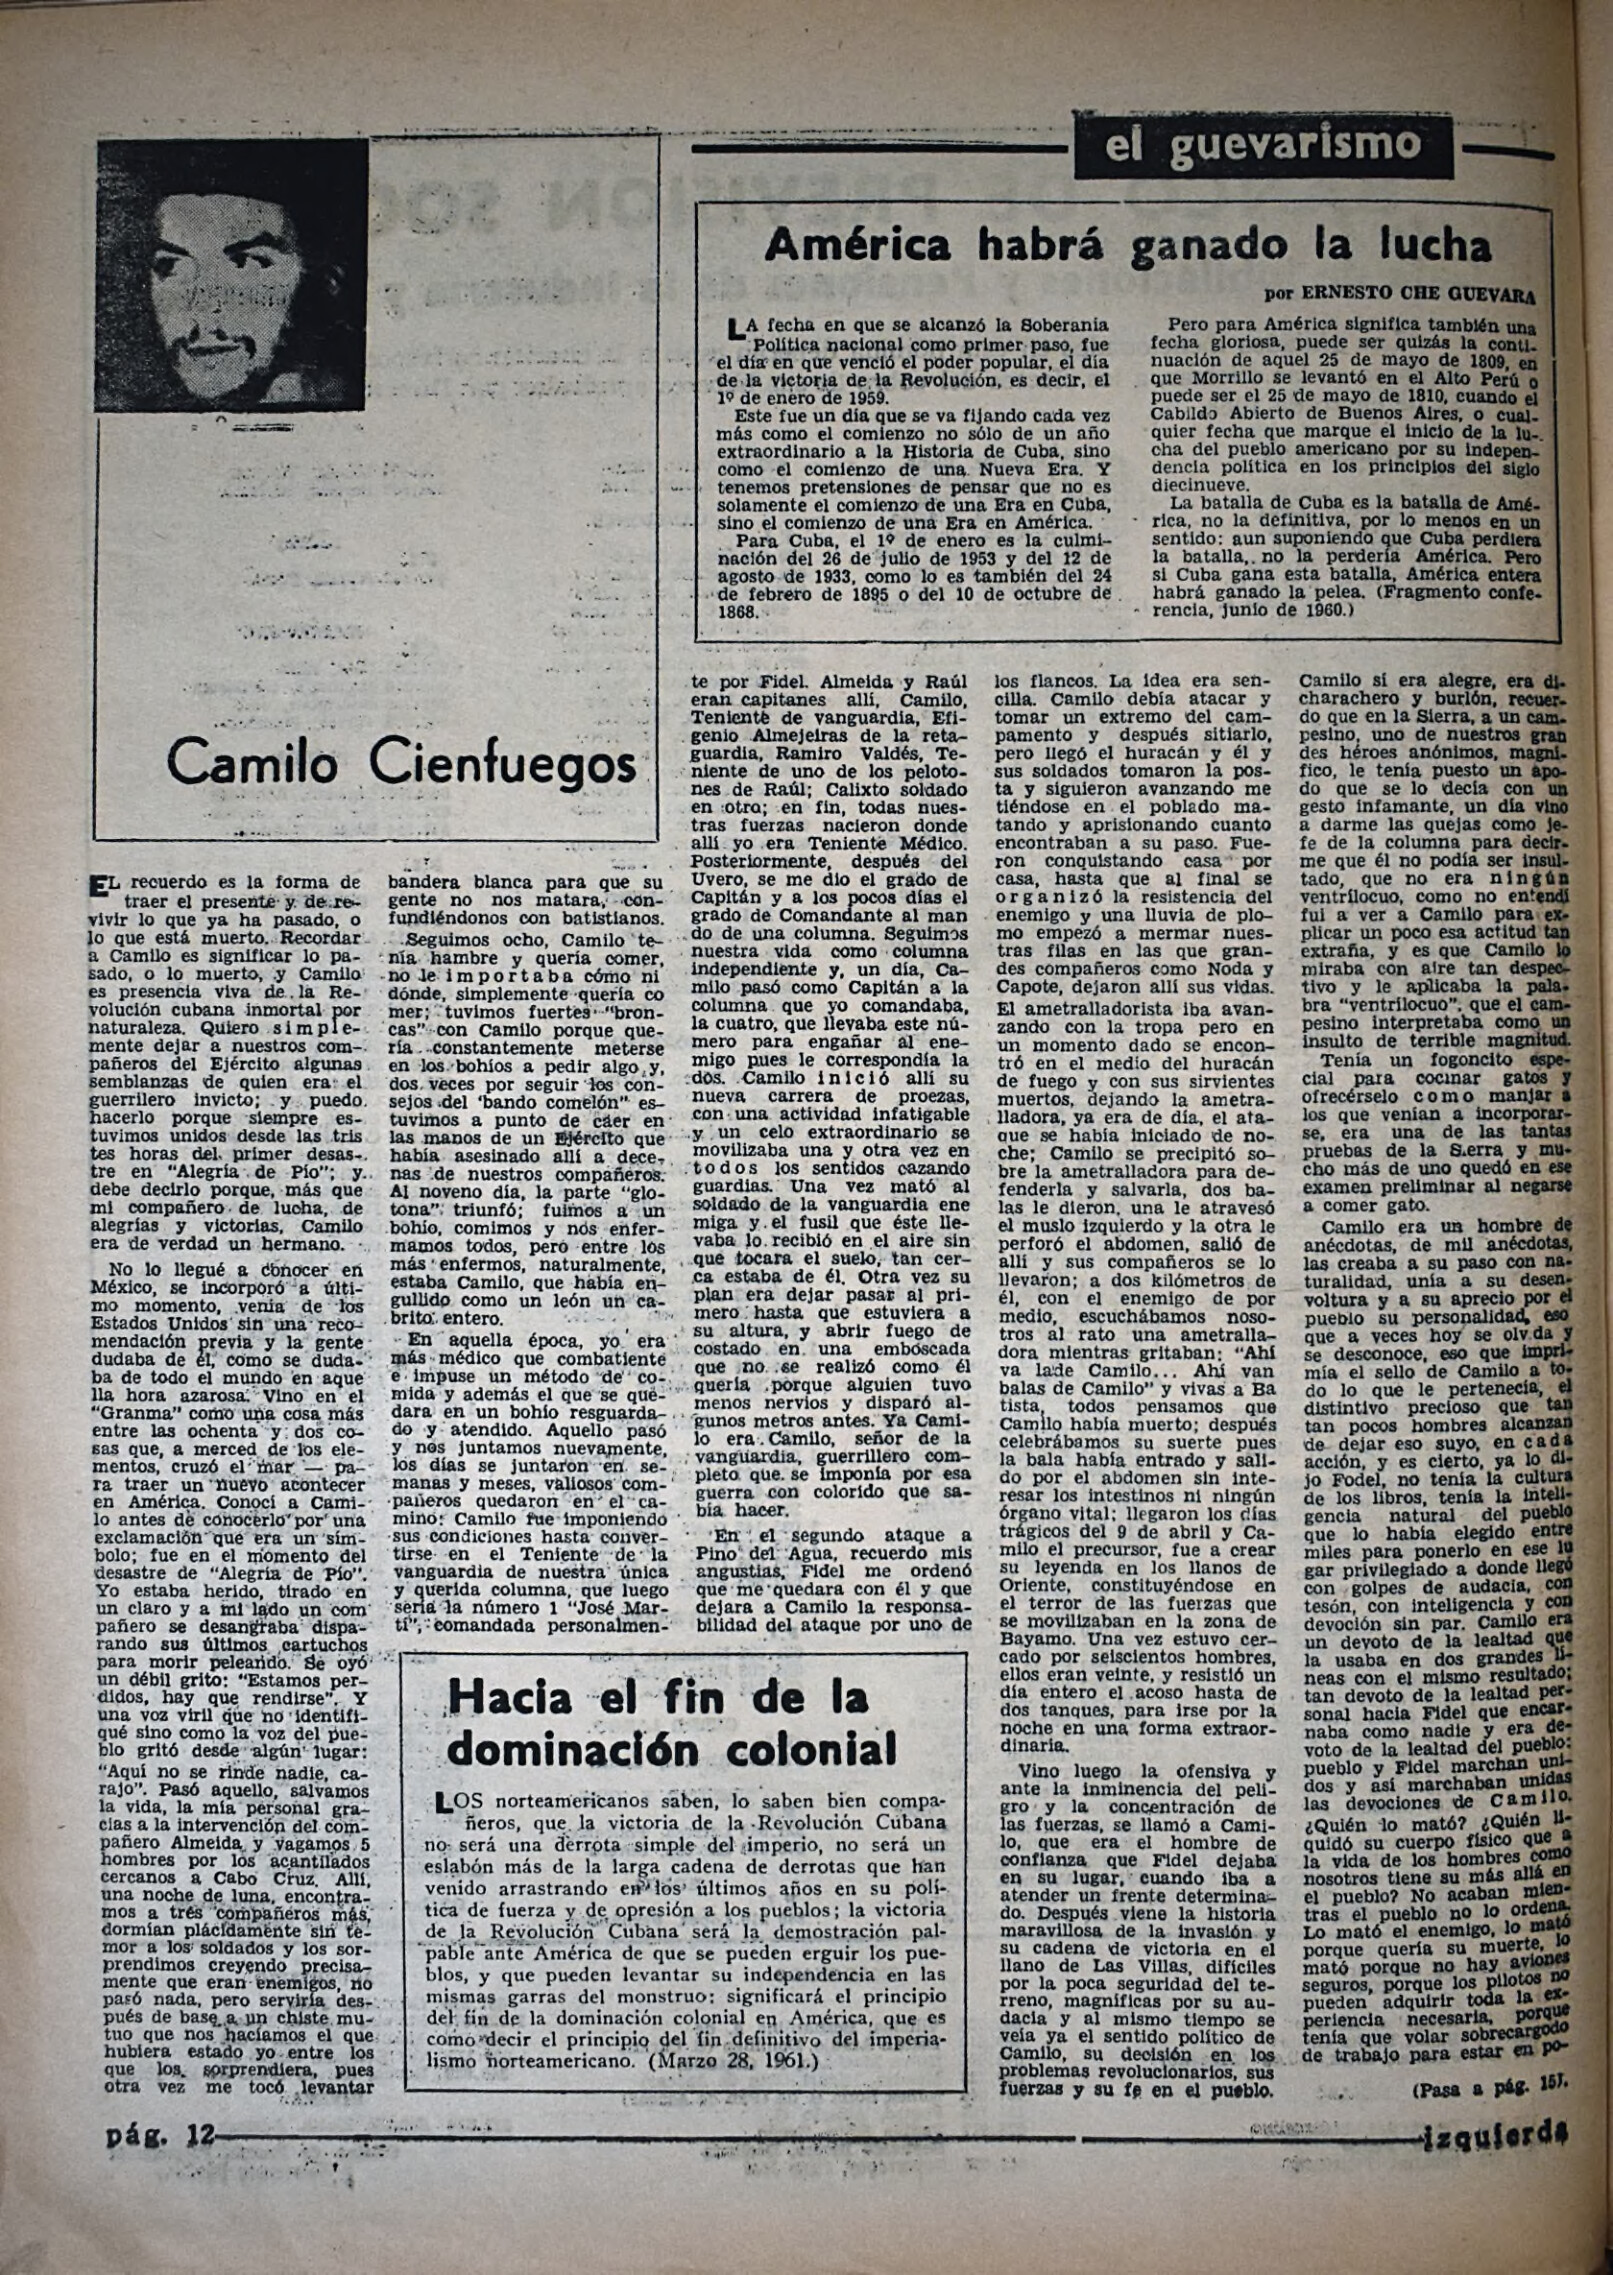 el guevarismo
América habrá ganado la lucha
por ERNESTO CHE GUEVARA
LA fecha en que se alcanzó la Soberanía
Política nacional como primer paso, fue
el día en que venció el poder popular, el día
de la victoria de la Revolución, es decir, el
1º de enero de 1959.
Este fue un día que se va fijando cada vez
más como el comienzo no sólo de un año
extraordinario a la Historia de Cuba, sino
como el comienzo de una Nueva Era. Y
tenemos pretensiones de pensar que no es
solamente el comienzo de una Era en Cuba,
sino el comienzo de una Era en América.
Para Cuba, el 1º de enero es la culmi-
nación del 26 de julio de 1953 y del 12 de
agosto de 1933, como lo es también del 24
de febrero de 1895 o del 10 de octubre de
1868.
Pero para América significa también una
fecha gloriosa, puede ser quizás la conti-
nuación de aquel 25 de mayo de 1809, en
que Morrillo se levantó en el Alto Perú o
puede ser el 25 de mayo de 1810, cuando el
Cabildo Abierto de Buenos Aires, o cual-
quier fecha que marque el inicio de la lu-
cha del pueblo americano por su indepen-
dencia política en los principios del siglo
diecinueve.
La batalla de Cuba es la batalla de Amé-
rica, no la definitiva, por lo menos en un
sentido: aun suponiendo que Cuba perdiera
la batalla, no la perdería América. Pero
si Cuba gana esta batalla, América entera
habrá ganado la pelea. (Fragmento confe-
rencia, junio de 1960.)
Camilo Cienfuegos
EL recuerdo es la forma de
traer el presente y de re-
vivir lo que ya ha pasado, o
lo que está muerto. Recordar
a Camilo es significar lo pa-
sado, o lo muerto, y Camilo
es presencia viva de la Re-
volución cubana inmortal por
naturaleza. Quiero simple-
mente dejar a nuestros com-
pañeros del Ejército algunas
semblanzas de quien era el
guerrilero invicto; y puedo
hacerlo porque siempre es-
tuvimos unidos desde las tris
tes horas del primer desas-
tre en "Alegría de Pío"; y
debe decirlo porque, más que
mi compañero de lucha, de
alegrías y victorias, Camilo
era de verdad un hermano.
No lo llegué a conocer en
México, se incorporó a últi-
mo momento, venía de los
Estados Unidos sin una reco-
mendación previa y la gente
dudaba de él, como se duda-
ba de todo el mundo en aque
lla hora azarosa. Vino en el
"Granma" como una cosa más
entre las ochenta y dos co-
sas que, a merced de los ele-
mentos, cruzó el mar — pa-
ra traer un nuevo acontecer
en América. Conocí a Cami-
lo antes de conocerlo por una
exclamación que era un sím-
bolo; fue en el momento del
desastre de "Alegría de Pío".
Yo estaba herido, tirado en
un claro y a mi lado un com
pañero se desangraba dispa-
rando sus últimos cartuchos
para morir peleando. Se oyó
un débil grito: "Estamos per-
didos, hay que rendirse". Y
una voz viril que no identifi-
qué sino como la voz del pue-
blo gritó desde algún lugar:
"Aquí no se rinde nadie, ca-
rajo". Pasó aquello, salvamos
la vida, la mía personal gra-
cias a la intervención del com-
pañero Almeida, y vagamos 5
hombres por los acantilados
cercanos a Cabo Cruz. Allí,
una noche de luna, encontra-
mos a tres compañeros más,
dormían plácidamente sin te-
mor a los soldados y los sor-
prendimos creyendo precisa-
mente que eran enemigos, no
pasó nada, pero serviría des-
pués de base a un chiste mu-
tuo que nos hacíamos el que
hubiera estado yo entre los
que los sorprendiera, pues
otra vez me tocó levantar
bandera blanca para que su
gente no nos matara, con-
fundiéndonos con batistianos.
Seguimos ocho, Camilo te-
nía hambre y quería comer,
no le importaba cómo ni
dónde, simplemente quería co
mer; tuvimos fuertes "bron-
cas" con Camilo porque que-
ría constantemente meterse
en los bohíos a pedir algo y,
dos veces por seguir los con-
sejos del 'bando comelón" es-
tuvimos a punto de caer en
las manos de un Ejército que
había asesinado allí a dece-
nas de nuestros compañeros.
Al noveno día, la parte "glo-
tona" triunfó; fuimos a un
bohío, comimos y nos enfer-
mamos todos, pero entre los
más enfermos, naturalmente,
estaba Camilo, que había en-
gullido como un león un ca-
brito entero.
En aquella época, yo era
más médico que combatiente
e impuse un método de co-
mida y además el que se que-
dara en un bohío resguarda-
do y atendido. Aquello pasó
y nos juntamos nuevamente,
los días se juntaron en se-
manas y meses, valiosos com-
pañeros quedaron en el ca-
mino: Camilo fue imponiendo
sus condiciones hasta conver-
tirse en el Teniente de la
vanguardia de nuestra única
y querida columna, que luego
sería la número 1 "José Mar-
tí", comandada personalmen-
te por Fidel. Almeida y Raúl
eran capitanes allí, Camilo,
Teniente de vanguardia, Efi-
genio Almejeiras de la reta-
guardia, Ramiro Valdés, Te-
niente de uno de los peloto-
nes de Raúl; Calixto soldado
en otro; en fin, todas nues-
tras fuerzas nacieron donde
allí yo era Teniente Médico.
Posteriormente, después del
Uvero, se me dio el grado de
Capitán y a los pocos días el
grado de Comandante al man
do de una columna. Seguimos
nuestra vida como columna
independiente y, un día, Ca-
milo pasó como Capitán a la
columna que yo comandaba,
la cuatro, que llevaba este nú-
mero para engañar al ene-
migo pues le correspondía la
dos. Camilo inició allí su
nueva carrera de proezas,
con una actividad infatigable
y un celo extraordinario se
movilizaba una y otra vez en
todos los sentidos cazando
guardias. Una vez mató al
soldado de la vanguardia ene
miga y el fusil que éste lle-
vaba lo recibió en el aire sin
que tocara el suelo, tan cer-
ca estaba de él. Otra vez su
plan era dejar pasar al pri-
mero hasta que estuviera a
su altura, y abrir fuego de
costado en una emboscada
que no se realizó como él
quería porque alguien tuvo
menos nervios y disparó al-
gunos metros antes. Ya Cami-
lo era Camilo, señor de la
vanguardia, guerrillero com-
pleto que se imponía por esa
guerra con colorido que sa-
bía hacer.
En el segundo ataque a
Pino del Agua, recuerdo mis
angustias, Fidel me ordenó
que me quedara con él y que
dejara a Camilo la responsa-
bilidad del ataque por uno de
los flancos. La idea era sen-
cilla. Camilo debía atacar y
tomar un extremo del cam-
pamento y después sitiarlo,
pero llegó el huracán y él y
sus soldados tomaron la pos-
ta y siguieron avanzando me
tiéndose en el poblado ma-
tando y aprisionando cuanto
encontraban a su paso. Fue-
ron conquistando casa por
casa, hasta que al final se
organizó la resistencia del
enemigo y una lluvia de plo-
mo empezó a mermar nues-
tras filas en las que gran-
des compañeros como Noda y
Capote, dejaron allí sus vidas.
El ametralladorista iba avan-
zando con la tropa pero en
un momento dado se encon-
tró en el medio del huracán
de fuego y con sus sirvientes
muertos, dejando la ametra-
lladora, ya era de día, el ata-
que se había iniciado de no-
che; Camilo se precipitó so-
bre la ametralladora para de-
fenderla y salvarla, dos ba-
las le dieron, una le atravesó
el muslo izquierdo y la otra le
perforó el abdomen, salió de
allí y sus compañeros se lo
llevaron; a dos kilómetros de
él, con el enemigo de por
medio, escuchábamos noso-
tros al rato una ametralla-
dora mientras gritaban: "Ahí
va la de Camilo... Ahí van
balas de Camilo" y vivas a Ba
tista, todos pensamos que
Camilo había muerto; después
celebrábamos su suerte pues
la bala había entrado y sali-
do por el abdomen sin inte-
resar los intestinos ni ningún
órgano vital; llegaron los días
trágicos del 9 de abril y Ca-
milo el precursor, fue a crear
su leyenda en los llanos de
Oriente, constituyéndose en
el terror de las fuerzas que
se movilizaban en la zona de
Bayamo. Una vez estuvo cer-
cado por seiscientos hombres,
ellos eran veinte, y resistió un
día entero el acoso hasta de
dos tanques, para irse por la
noche en una forma extraor-
dinaria.
Vino luego la ofensiva y
ante la inminencia del peli-
gro y la concentración de
las fuerzas, se llamó a Cami-
lo, que era el hombre de
confianza que Fidel dejaba
en su lugar, cuando iba a
atender un frente determina-
do. Después viene la historia
maravillosa de la invasión y
su cadena de victoria en el
llano de Las Villas, difíciles
por la poca seguridad del te-
rreno, magníficas por su au-
dacia y al mismo tiempo se
veía ya el sentido político de
Camilo, su decisión en los
problemas revolucionarios, sus
fuerzas y su fe en el pueblo.
Camilo sí era alegre, era di-
charachero y burlón, recuer-
do que en la Sierra, a un cam-
pesino, uno de nuestros gran
des héroes anónimos, magní-
fico, le tenía puesto un apo-
do que se lo decía con un
gesto infamante, un día vino
a darme las quejas como je-
fe de la columna para decir-
me que él no podía ser insul-
tado, que no era ningún
ventrílocuo, como no entendí
fui a ver a Camilo para ex-
plicar un poco esa actitud tan
extraña, y es que Camilo lo
miraba con aire tan despec-
tivo y le aplicaba la pala-
bra "ventrílocuo", que el cam-
pesino interpretaba como un
insulto de terrible magnitud.
Tenía un fogoncito espe-
cial para cocinar gatos y
ofrecérselo como manjar a
los que venían a incorporar-
se, era una de las tantas
pruebas de la Sierra y mu-
cho más de uno quedó en ese
examen preliminar al negarse
a comer gato.
Camilo era un hombre de
anécdotas, de mil anécdotas,
las creaba a su paso con na-
turalidad, unía a su desen-
voltura y a su aprecio por el
pueblo su personalidad, eso
que a veces hoy se olvida y
se desconoce, eso que impri-
mía el sello de Camilo a to-
do lo que le pertenecía, el
distintivo precioso que tan
tan pocos hombres alcanzan
de dejar eso suyo, en cada
acción, y es cierto, ya lo di-
jo Fodel, no tenía la cultura
de los libros, tenía la inteli-
gencia natural del pueblo
que lo había elegido entre
miles para ponerlo en ese lu
gar privilegiado a donde llegó
con golpes de audacia, con
tesón, con inteligencia y con
devoción sin par. Camilo era
un devoto de la lealtad que
la usaba en dos grandes lí-
neas con el mismo resultado;
tan devoto de la lealtad per-
sonal hacia Fidel que encar-
naba como nadie y era de-
voto de la lealtad del pueblo:
pueblo y Fidel marchan uni-
dos y así marchaban unidas
las devociones de Camilo.
¿Quién lo mató? ¿Quién li-
quidó su cuerpo físico que a
la vida de los hombres como
nosotros tiene su más allá en
el pueblo? No acaban mien-
tras el pueblo no lo ordena.
Lo mató el enemigo, lo mató
porque quería su muerte, lo
mató porque no hay aviones
seguros, porque los pilotos no
pueden adquirir toda la ex-
periencia necesaria, porque
tenía que volar sobrecargado
de trabajo para estar en po-
(Pasa a pág. 15).
Hacia el fin de la
dominación colonial
LOS norteamericanos saben, lo saben bien compa-
ñeros, que la victoria de la Revolución Cubana
no será una derrota simple del imperio, no será un
eslabón más de la larga cadena de derrotas que han
venido arrastrando en los últimos años en su polí-
tica de fuerza y de opresión a los pueblos; la victoria
de la Revolución Cubana será la demostración pal-
pable ante América de que se pueden erguir los pue-
blos, y que pueden levantar su independencia en las
mismas garras del monstruo; significará el principio
del fin de la dominación colonial en América, que es
como decir el principio del fin definitivo del imperia-
lismo norteamericano. (Marzo 28, 1961.)
pág. 12
izquierda